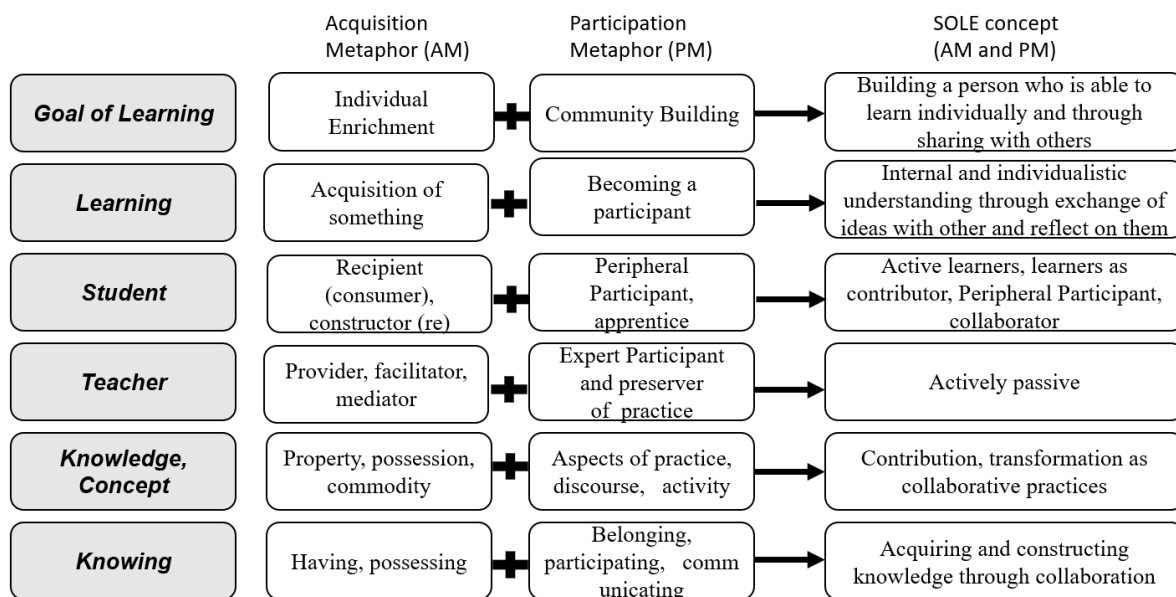 Acquisition
Metaphor (AM)
Participation
Metaphor (PM)
SOLE concept
(AM and PM)
Goal of Learning
Individual
Enrichment
Community Building
Building a person who is able to
learn individually and through
sharing with others
Learning
Acquisition of
something
Becoming a
participant
Internal and individualistic
understanding through exchange of
ideas with other and reflect on them
Student
Recipient
(consumer),
constructor (re)
Peripheral
Participant,
apprentice
Active learners, learners as
contributor, Peripheral Participant,
collaborator
Teacher
Provider, facilitator,
mediator
Expert Participant
and preserver
of practice
Actively passive
Knowledge,
Concept
Property, possession,
commodity
Aspects of practice,
discourse, activity
Contribution, transformation as
collaborative practices
Knowing
Having, possessing
Belonging,
participating, comm
unicating
Acquiring and constructing
knowledge through collaboration